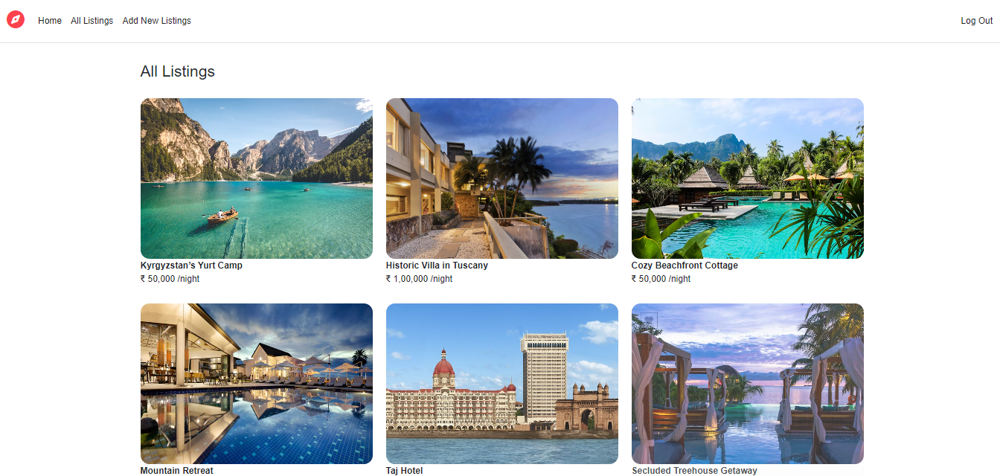 Home All Listings Add New Listings Log Out
All Listings
Kyrgyzstan’s Yurt Camp
₹ 50,000 /night
Historic Villa in Tuscany
₹ 1,00,000 /night
Cozy Beachfront Cottage
₹ 50,000 /night
Mountain Retreat
Taj Hotel
Secluded Treehouse Getaway